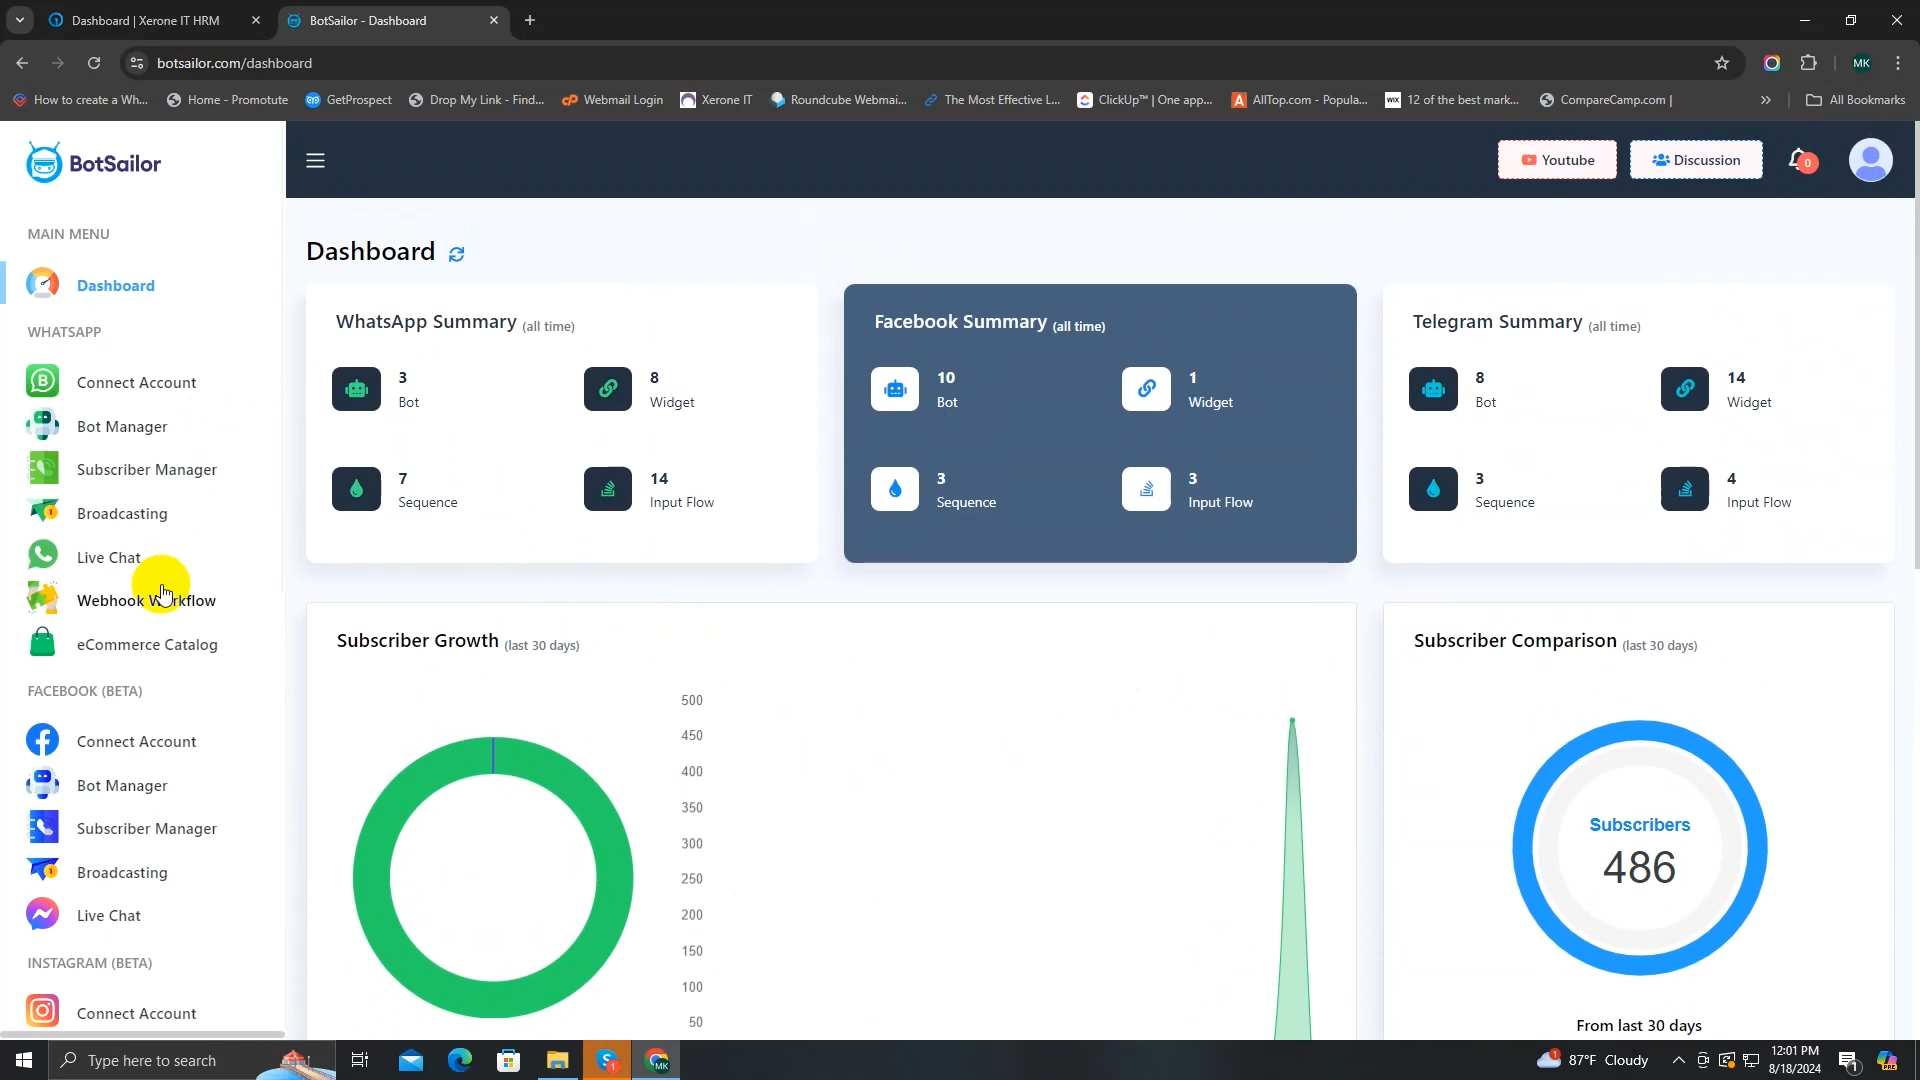 Dashboard | Xerone IT HRM
BotSailor - Dashboard
botsailor.com/dashboard
MK
How to create a Wh...
Home - Promotute
GetProspect
Drop My Link - Find...
Webmail Login
Xerone IT
Roundcube Webmai...
The Most Effective L...
ClickUp™ | One app...
AllTop.com - Popula...
12 of the best mark...
CompareCamp.com |
All Bookmarks
BotSailor
Youtube
Discussion
0
MAIN MENU
Dashboard
WHATSAPP
Connect Account
Bot Manager
Subscriber Manager
Broadcasting
Live Chat
Webhook Workflow
eCommerce Catalog
FACEBOOK (BETA)
Connect Account
Bot Manager
Subscriber Manager
Broadcasting
Live Chat
INSTAGRAM (BETA)
Connect Account
Dashboard
WhatsApp Summary (all time)
3
Bot
8
Widget
7
Sequence
14
Input Flow
Facebook Summary (all time)
10
Bot
1
Widget
3
Sequence
3
Input Flow
Telegram Summary (all time)
8
Bot
14
Widget
3
Sequence
4
Input Flow
Subscriber Growth (last 30 days)
500
450
400
350
300
250
200
150
100
50
Subscriber Comparison (last 30 days)
Subscribers
486
From last 30 days
Type here to search
87°F Cloudy
12:01 PM
8/18/2024